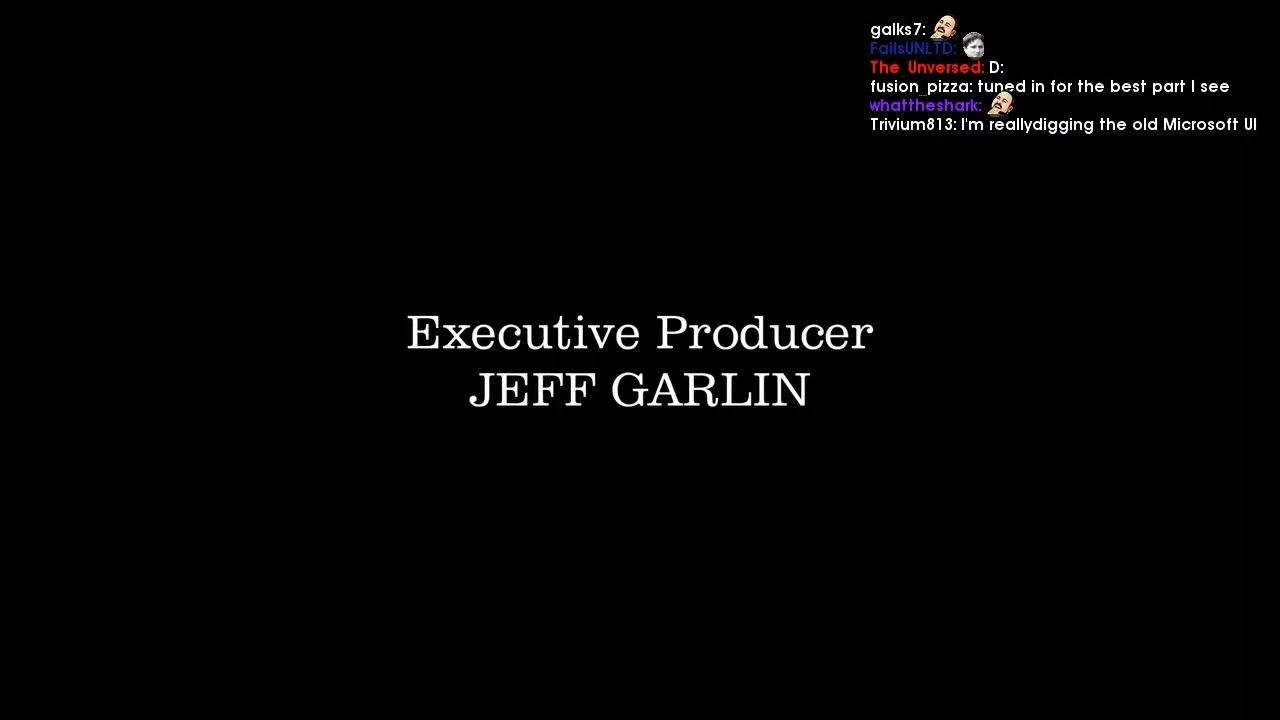 galks7:
FailsUNLTD:
The_Unversed: D:
fusion_pizza: tuned in for the best part I see
whattheshark:
Trivium813: I'm reallydigging the old Microsoft UI
Executive Producer
JEFF GARLIN